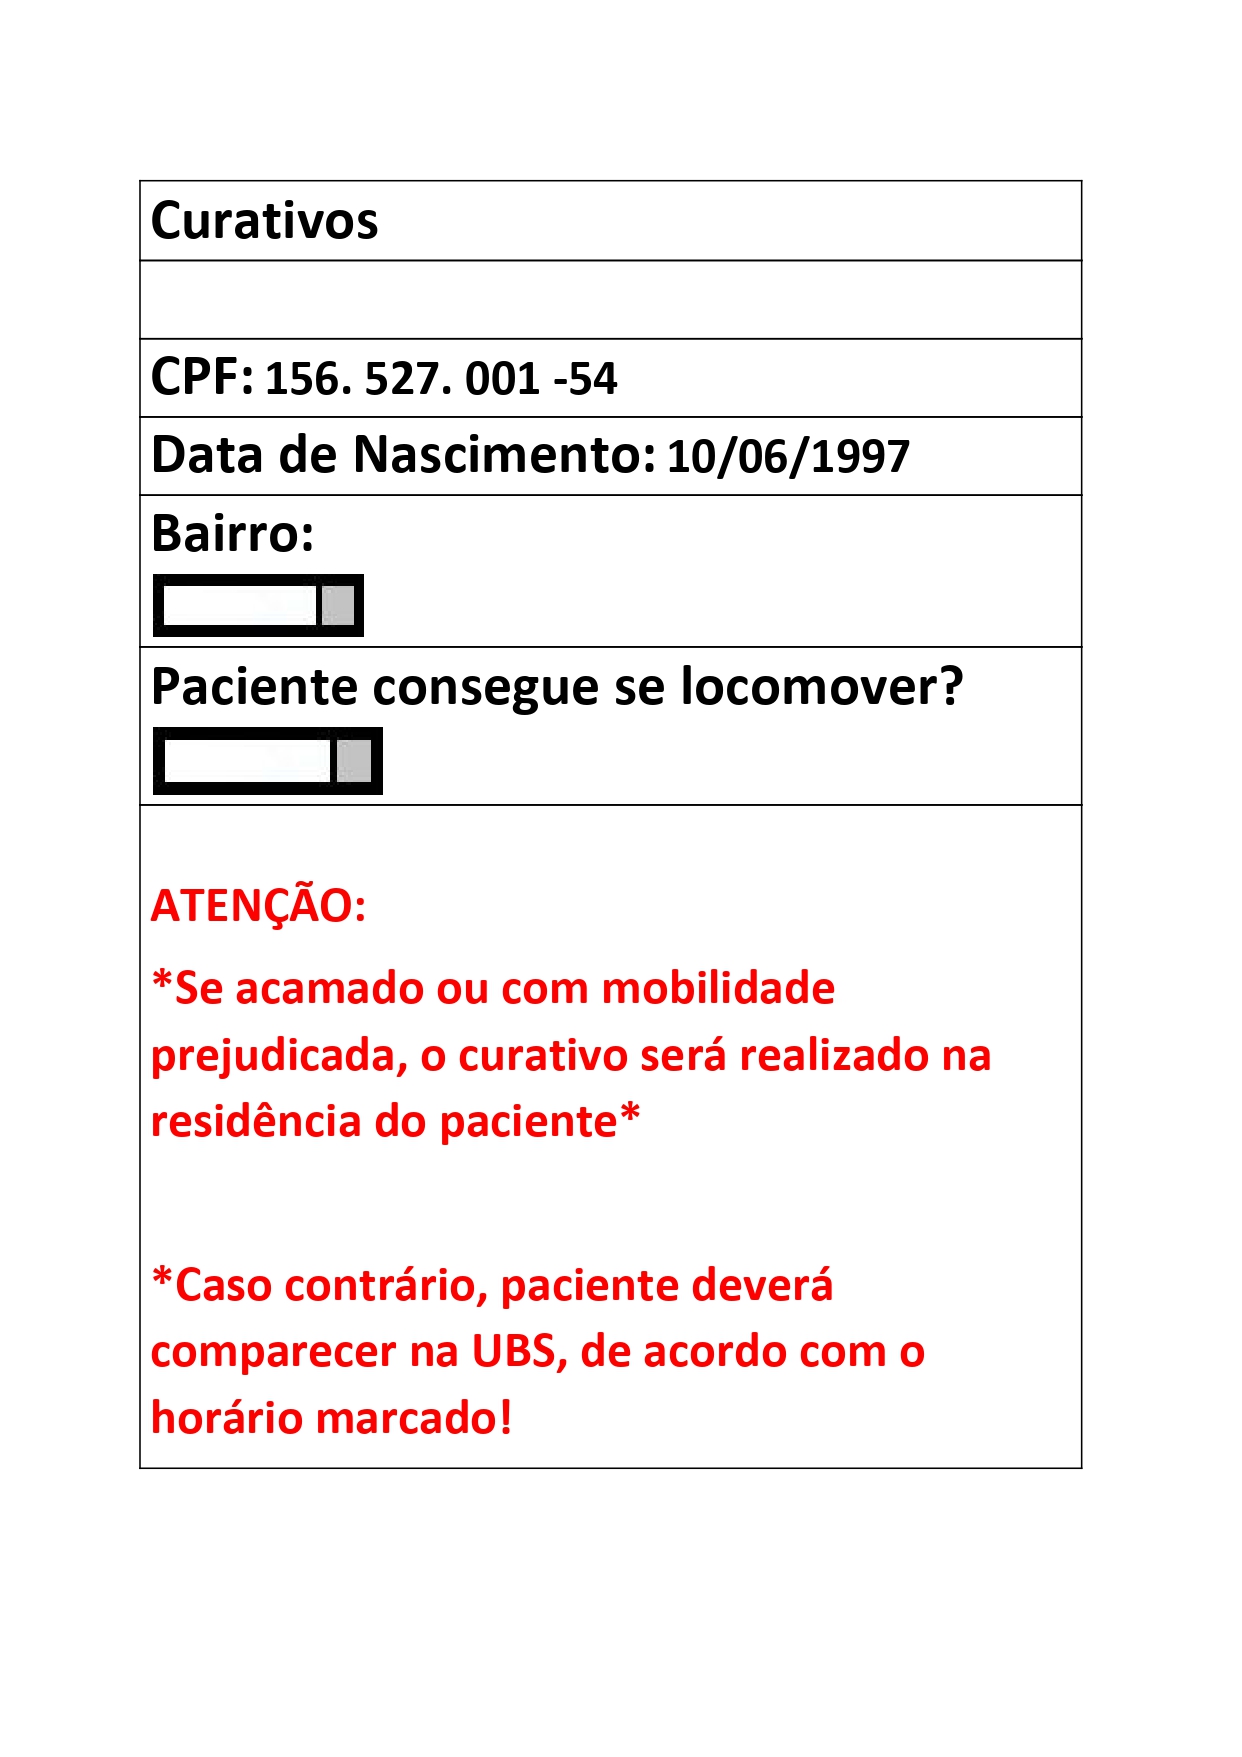 Curativos
CPF: 156. 527. 001 -54
Data de Nascimento: 10/06/1997
Bairro:
Paciente consegue se locomover?
ATENÇÃO:
*Se acamado ou com mobilidade
prejudicada, o curativo será realizado na
residência do paciente*
*Caso contrário, paciente deverá
comparecer na UBS, de acordo com o
horário marcado!